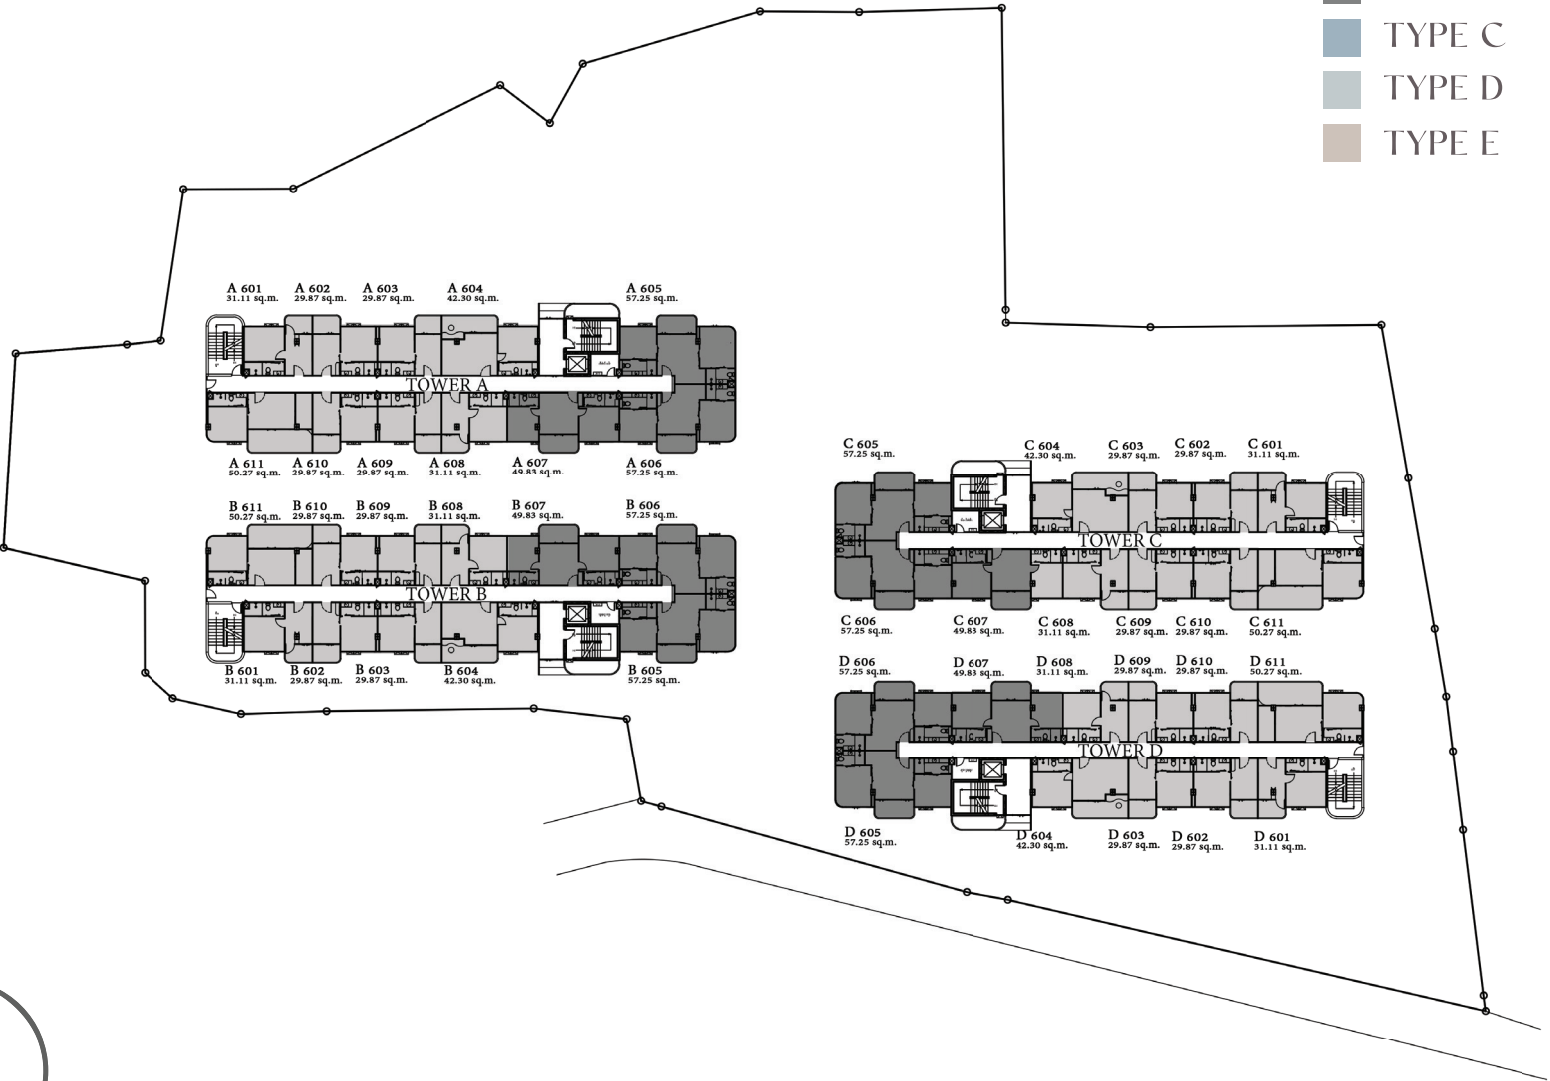 TYPE C
TYPE D
TYPE E
A 601
31.11 sq.m.
A 602
29.87 sq.m.
A 603
29.87 sq.m.
A 604
42.30 sq.m.
A 605
57.25 sq.m.
TOWER A
A 611
50.27 sq.m.
A 610
29.87 sq.m.
A 609
29.87 sq.m.
A 608
31.11 sq.m.
A 607
49.83 sq.m.
A 606
57.25 sq.m.
B 611
50.27 sq.m.
B 610
29.87 sq.m.
B 609
29.87 sq.m.
B 608
31.11 sq.m.
B 607
49.83 sq.m.
B 606
57.25 sq.m.
TOWER B
B 601
31.11 sq.m.
B 602
29.87 sq.m.
B 603
29.87 sq.m.
B 604
42.30 sq.m.
B 605
57.25 sq.m.
C 605
57.25 sq.m.
C 604
42.30 sq.m.
C 603
29.87 sq.m.
C 602
29.87 sq.m.
C 601
31.11 sq.m.
TOWER C
C 606
57.25 sq.m.
C 607
49.83 sq.m.
C 608
31.11 sq.m.
C 609
29.87 sq.m.
C 610
29.87 sq.m.
C 611
50.27 sq.m.
D 606
57.25 sq.m.
D 607
49.83 sq.m.
D 608
31.11 sq.m.
D 609
29.87 sq.m.
D 610
29.87 sq.m.
D 611
50.27 sq.m.
TOWER D
D 605
57.25 sq.m.
D 604
42.30 sq.m.
D 603
29.87 sq.m.
D 602
29.87 sq.m.
D 601
31.11 sq.m.